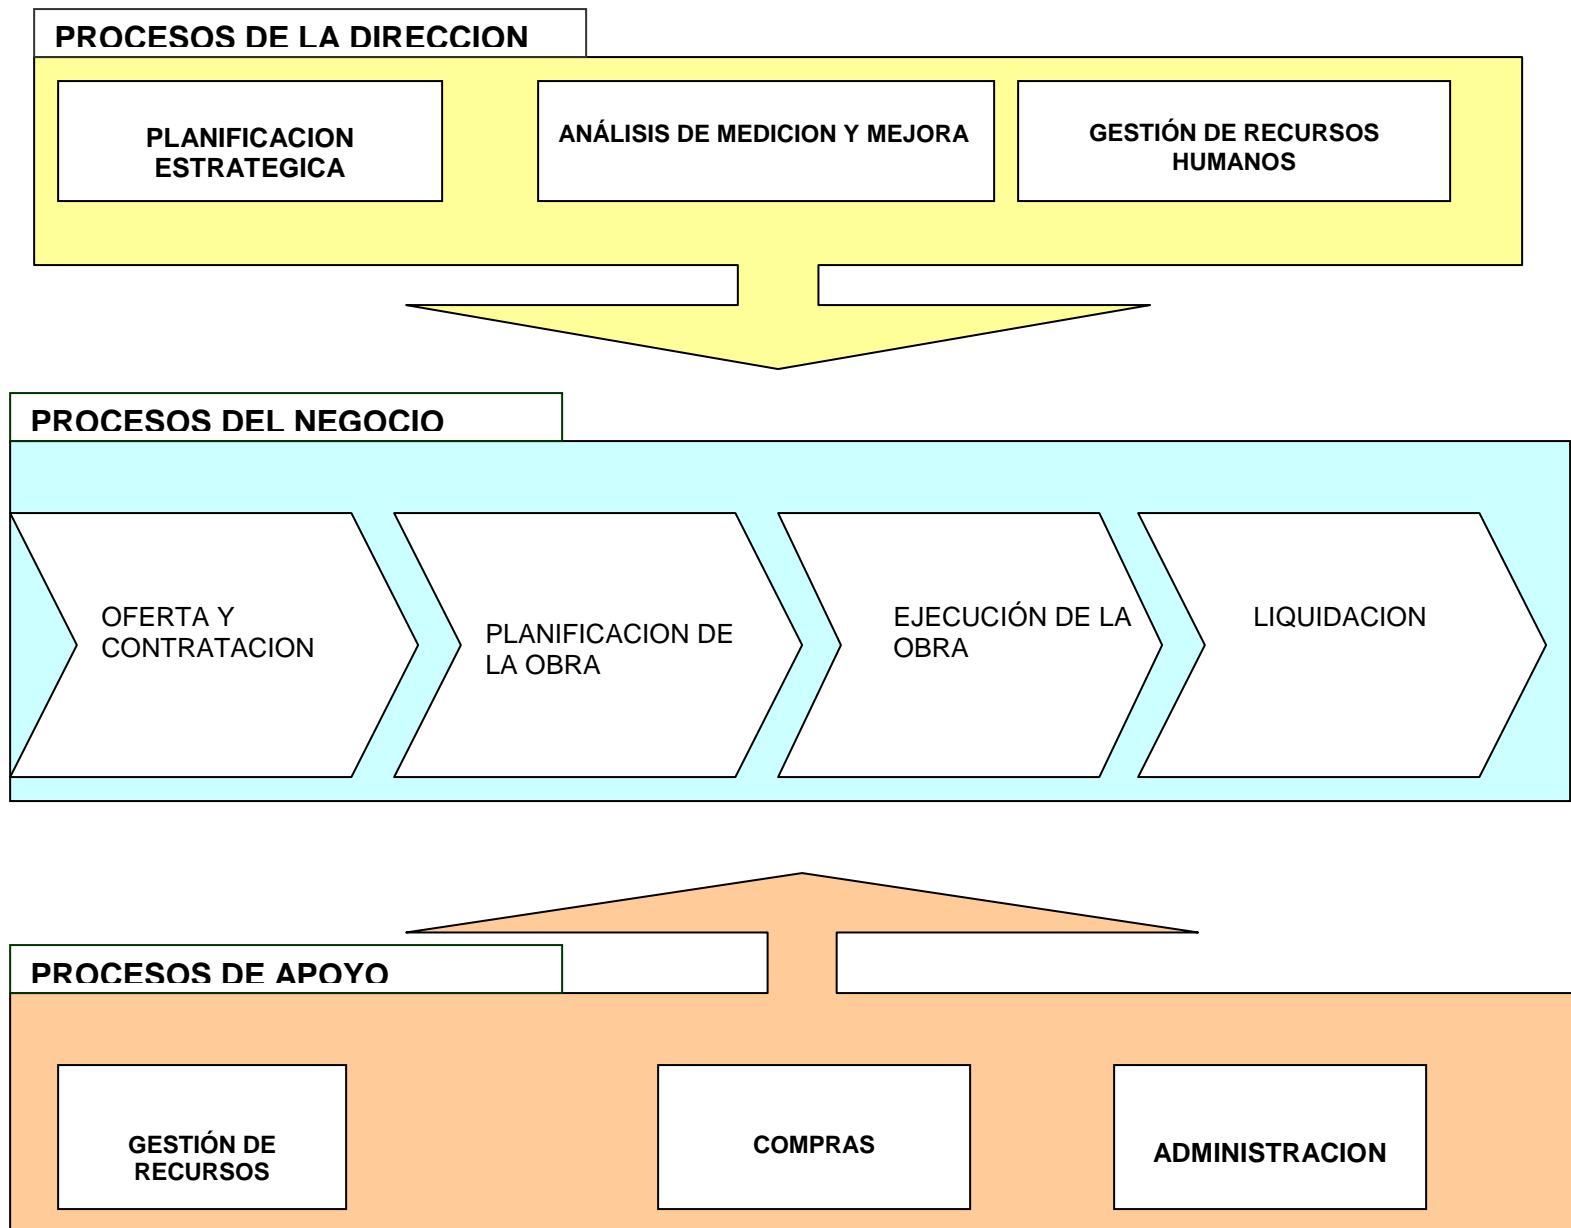 PROCESOS DE LA DIRECCION
PLANIFICACION
ESTRATEGICA
ANÁLISIS DE MEDICION Y MEJORA
GESTIÓN DE RECURSOS
HUMANOS
PROCESOS DEL NEGOCIO
OFERTA Y
CONTRATACION
PLANIFICACION DE
LA OBRA
EJECUCIÓN DE LA
OBRA
LIQUIDACION
PROCESOS DE APOYO
GESTIÓN DE
RECURSOS
COMPRAS
ADMINISTRACION